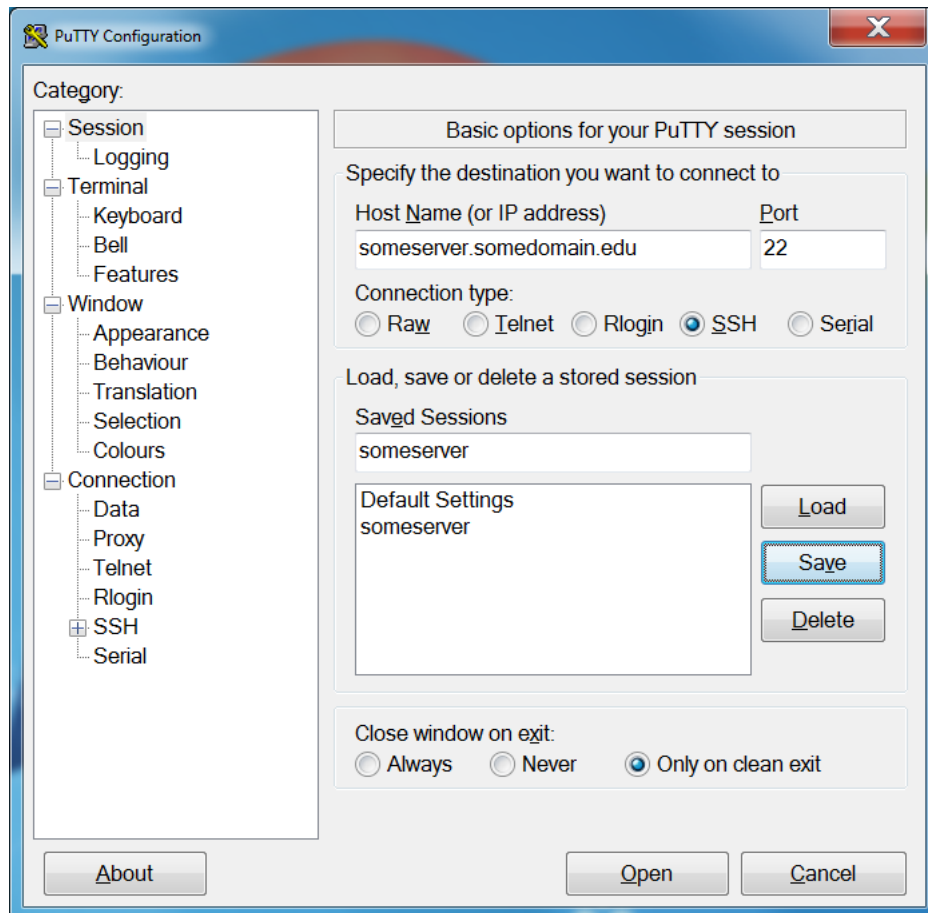 PuTTY Configuration
Category:
Session
Logging
Terminal
Keyboard
Bell
Features
Window
Appearance
Behaviour
Translation
Selection
Colours
Connection
Data
Proxy
Telnet
Rlogin
SSH
Serial
Basic options for your PuTTY session
Specify the destination you want to connect to
Host Name (or IP address) Port
someserver.somedomain.edu 22
Connection type:
Raw Telnet Rlogin SSH Serial
Load, save or delete a stored session
Saved Sessions
someserver
Default Settings
someserver
Load
Save
Delete
Close window on exit:
Always Never Only on clean exit
About Open Cancel